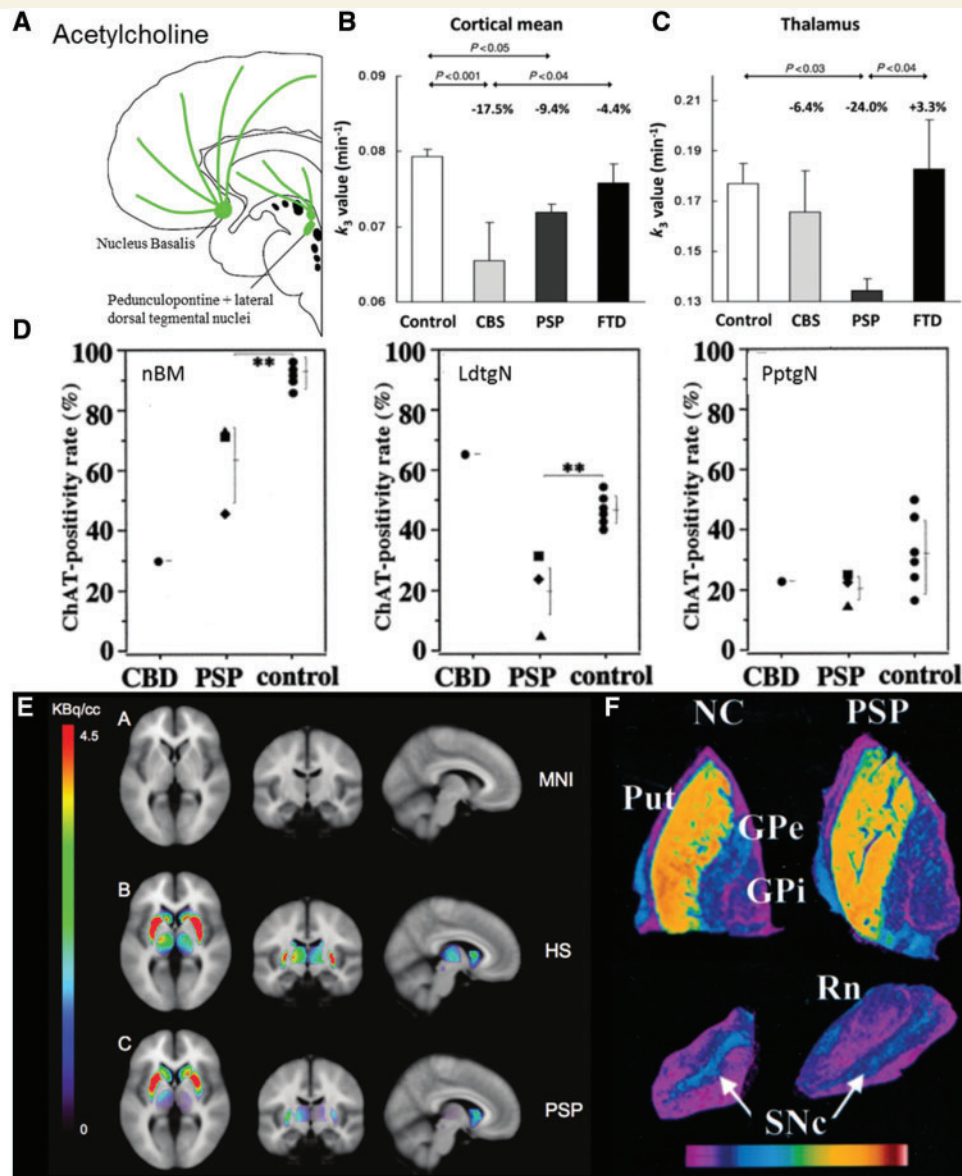 A
Acetylcholine
Nucleus Basalis
Pedunculopontine + lateral
dorsal tegmental nuclei
B
Cortical mean
P<0.05
P<0.001
P<0.04
-17.5%
-9.4%
-4.4%
0.09
0.08
0.07
0.06
k₃ value (min⁻¹)
Control
CBS
PSP
FTD
C
Thalamus
P<0.03
P<0.04
-6.4%
-24.0%
+3.3%
0.21
0.19
0.17
0.15
0.13
k₃ value (min⁻¹)
Control
CBS
PSP
FTD
D
ChAT-positivity rate (%)
100
80
60
40
20
0
nBM
**
CBD
PSP
control
ChAT-positivity rate (%)
100
80
60
40
20
0
LdtgN
**
CBD
PSP
control
ChAT-positivity rate (%)
100
80
60
40
20
0
PptgN
CBD
PSP
control
E
KBq/cc
4.5
0
A
MNI
B
HS
C
PSP
F
NC
PSP
Put
GPe
GPi
Rn
SNc